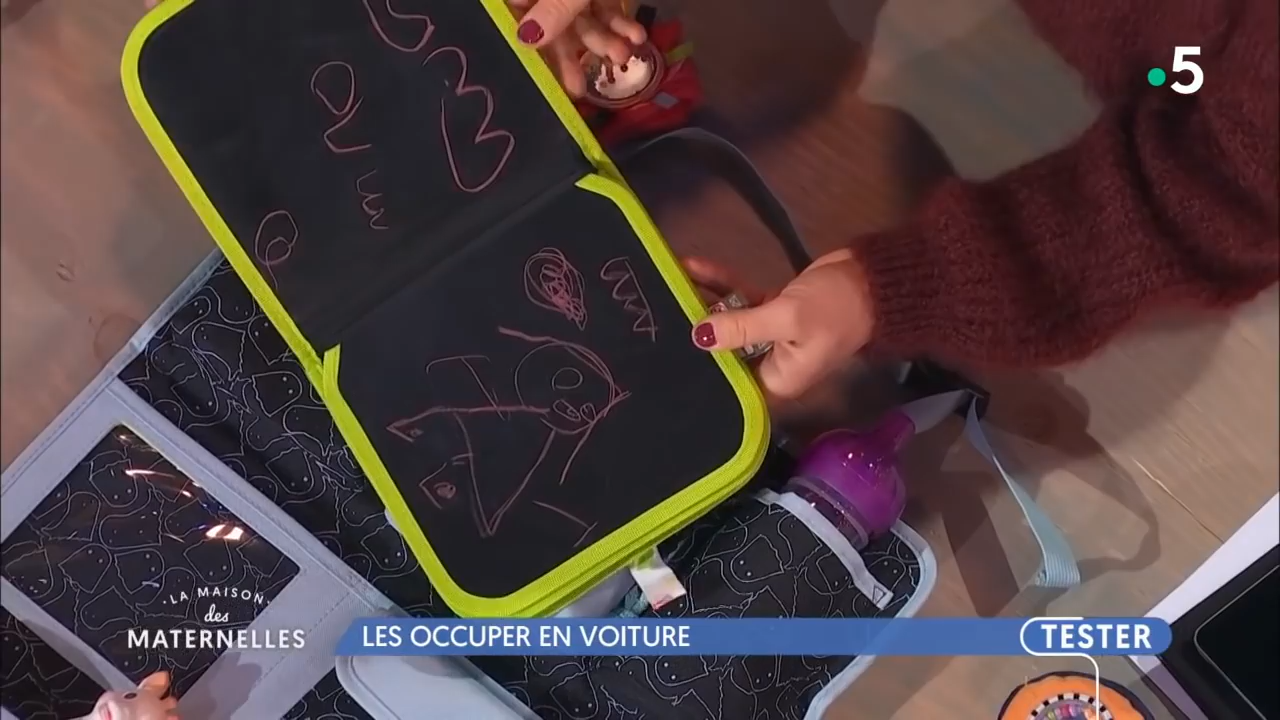 5
LA MAISON
des
MATERNELLES
LES OCCUPER EN VOITURE
TESTER